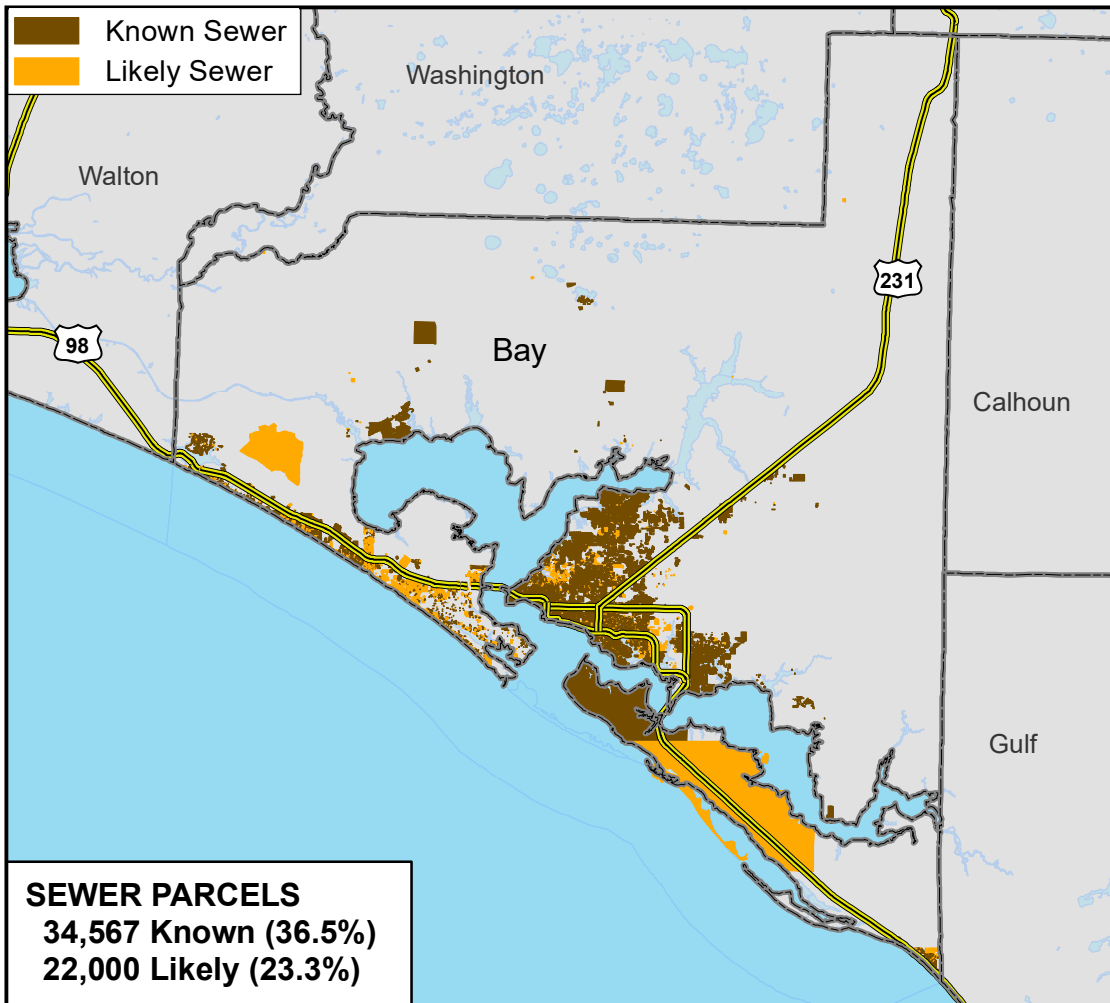 Known Sewer
Likely Sewer
Washington
Walton
231
98
Bay
Calhoun
Gulf
SEWER PARCELS
34,567 Known (36.5%)
22,000 Likely (23.3%)